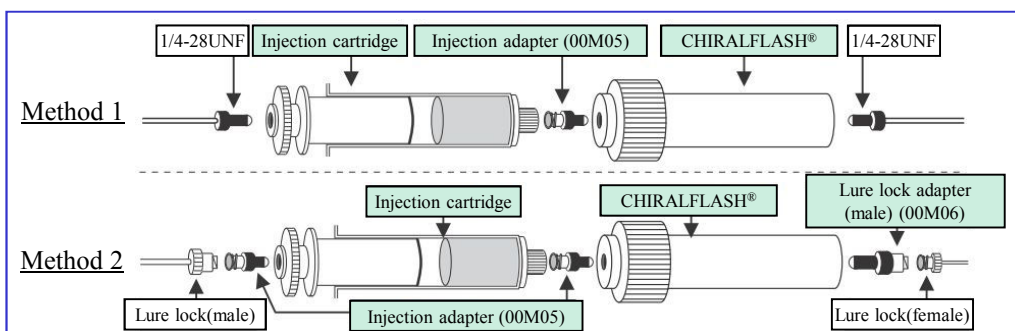 1/4-28UNF
Injection cartridge
Injection adapter (00M05)
CHIRALFLASH®
1/4-28UNF
Method 1
Injection cartridge
CHIRALFLASH®
Lure lock adapter
(male) (00M06)
Method 2
Lure lock(male)
Injection adapter (00M05)
Lure lock(female)